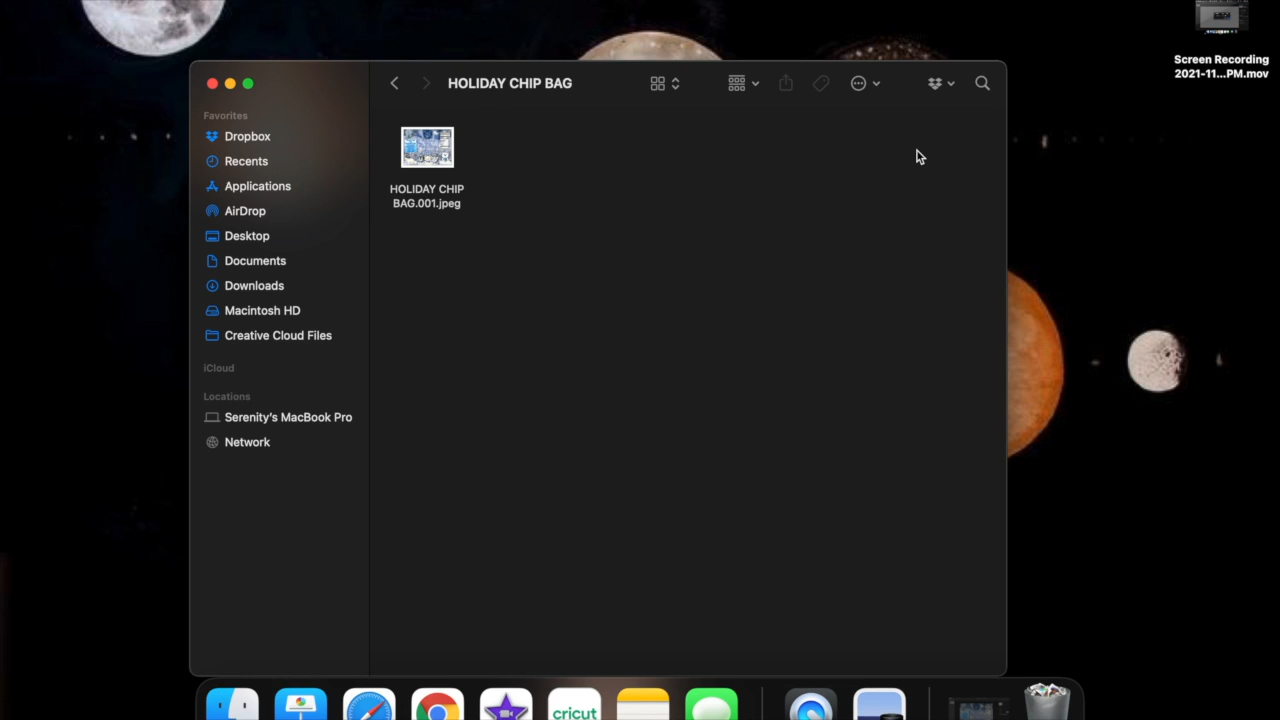 Screen Recording
2021-11...PM.mov
HOLIDAY CHIP BAG
Favorites
Dropbox
Recents
Applications
AirDrop
Desktop
Documents
Downloads
Macintosh HD
Creative Cloud Files
iCloud
Locations
Serenity's MacBook Pro
Network
HOLIDAY CHIP
BAG.001.jpeg
cricut